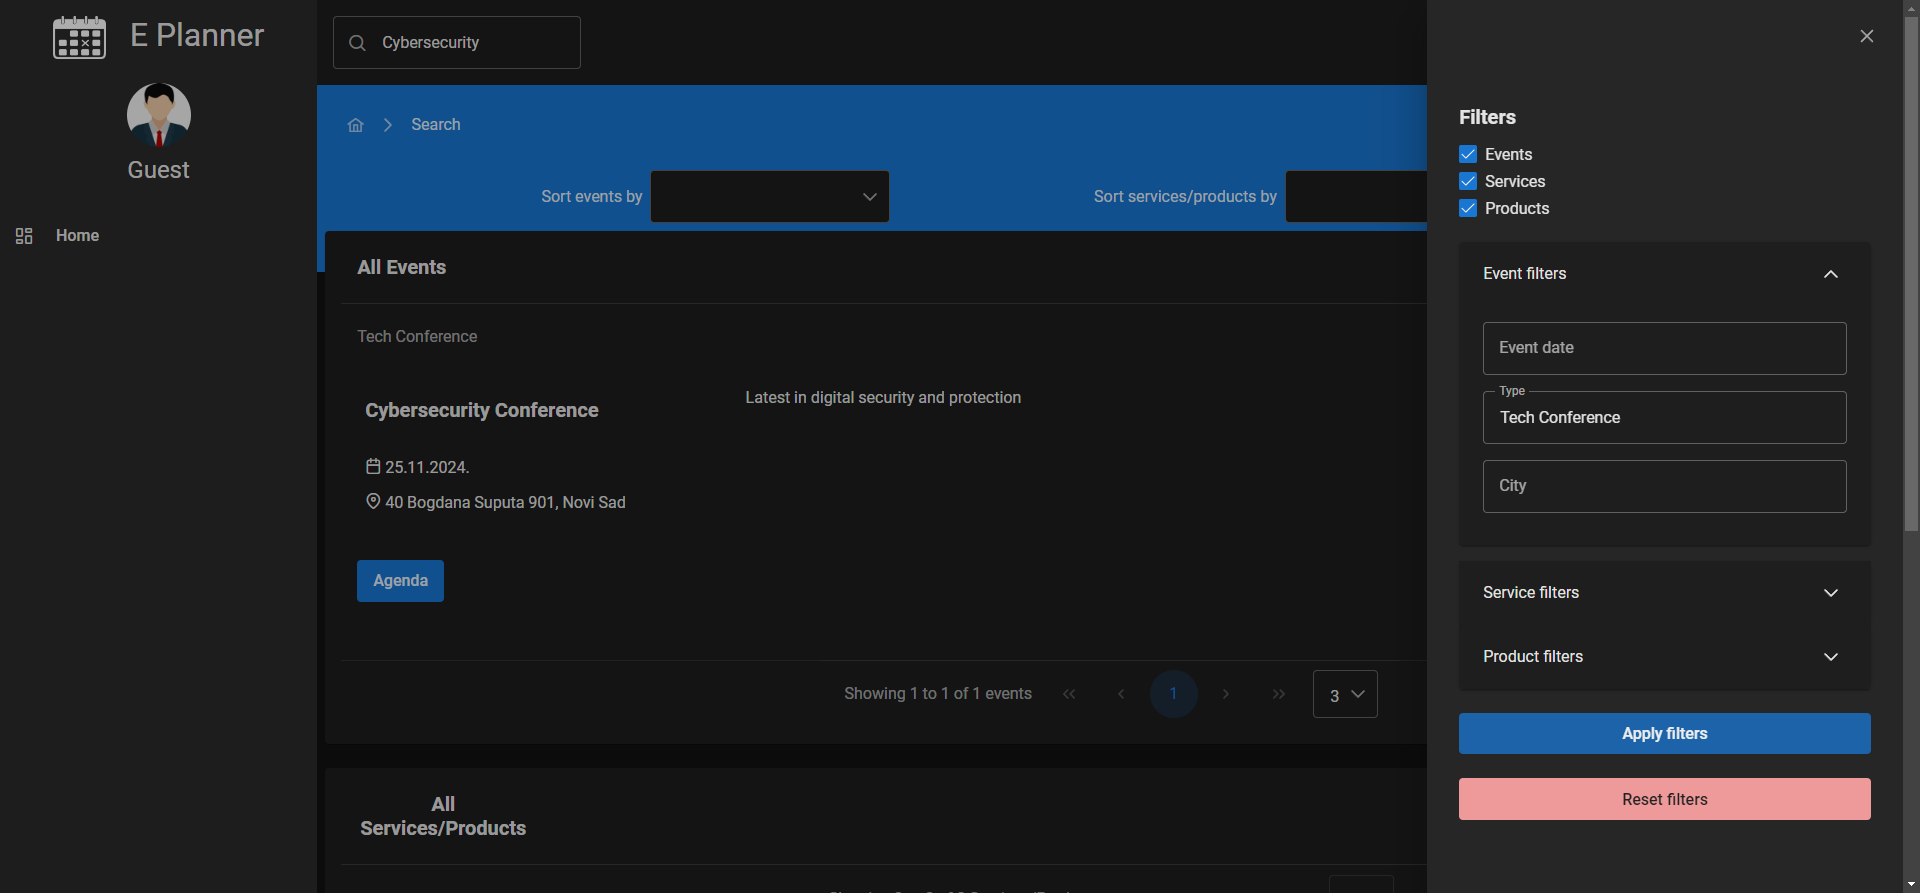 E Planner
Guest
Home
Cybersecurity
Search
Sort events by
Sort services/products by
All Events
Tech Conference
Cybersecurity Conference
Latest in digital security and protection
25.11.2024.
40 Bogdana Suputa 901, Novi Sad
Agenda
Showing 1 to 1 of 1 events
1
3
All
Services/Products
Filters
Events
Services
Products
Event filters
Event date
Type
Tech Conference
City
Service filters
Product filters
Apply filters
Reset filters